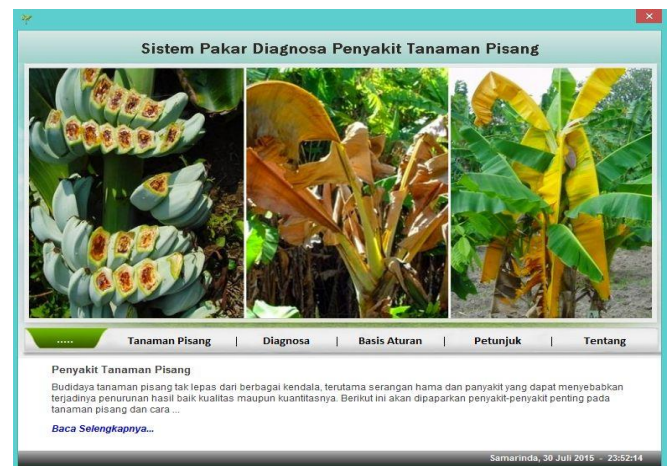 Sistem Pakar Diagnosa Penyakit Tanaman Pisang
..... Tanaman Pisang | Diagnosa | Basis Aturan | Petunjuk | Tentang
Penyakit Tanaman Pisang
Budidaya tanaman pisang tak lepas dari berbagai kendala, terutama serangan hama dan panyakit yang dapat menyebabkan
terjadinya penurunan hasil baik kualitas maupun kuantitasnya. Berikut ini akan dipaparkan penyakit-penyakit penting pada
tanaman pisang dan cara ...
Baca Selengkapnya...
Samarinda, 30 Juli 2015 - 23:52:14